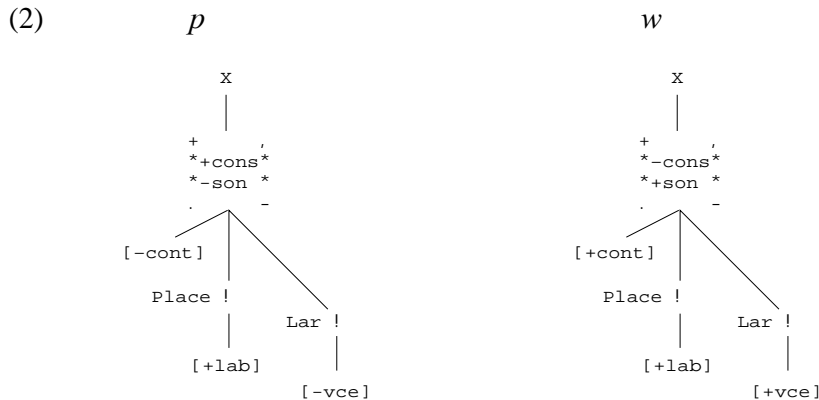 (2) p w
x x
+ , + ,
*+cons* *−cons*
*−son * *+son *
. − . −
[−cont] [+cont]
Place ! Place !
Lar ! Lar !
[+lab] [+lab]
[−vce] [+vce]